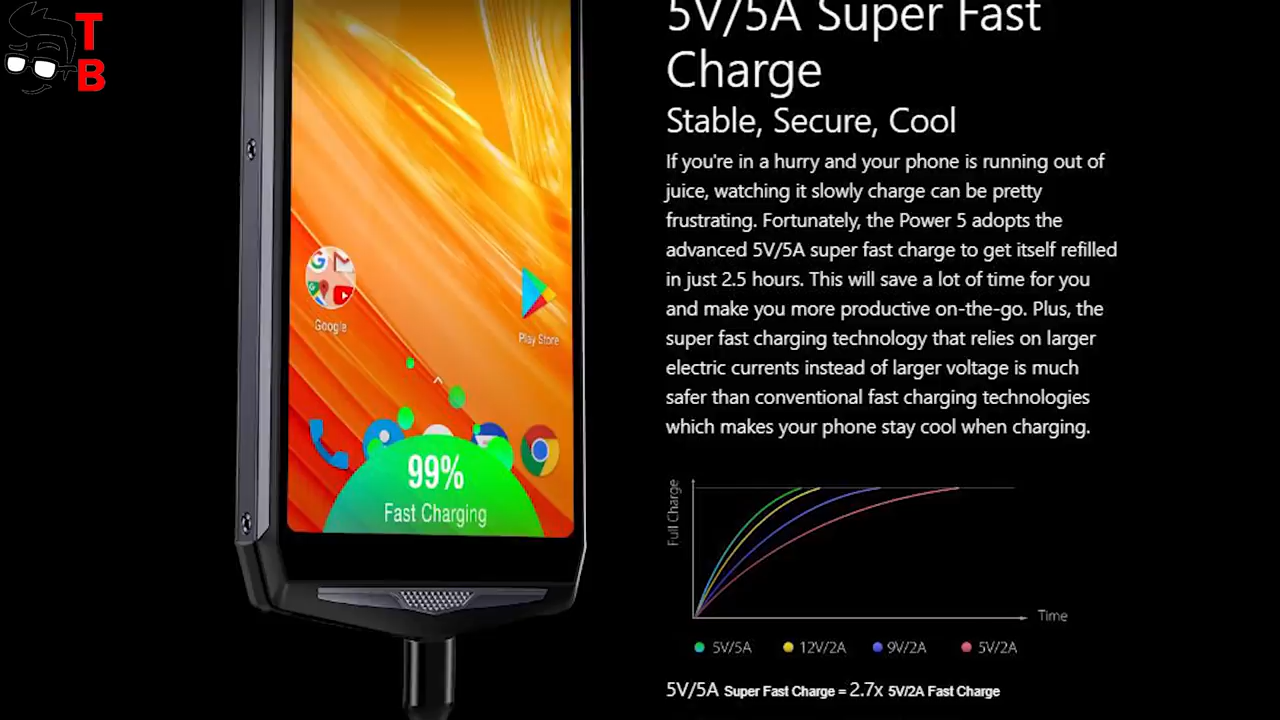 T
B
5V/5A Super Fast
Charge
Stable, Secure, Cool
If you're in a hurry and your phone is running out of
juice, watching it slowly charge can be pretty
frustrating. Fortunately, the Power 5 adopts the
advanced 5V/5A super fast charge to get itself refilled
in just 2.5 hours. This will save a lot of time for you
and make you more productive on-the-go. Plus, the
super fast charging technology that relies on larger
electric currents instead of larger voltage is much
safer than conventional fast charging technologies
which makes your phone stay cool when charging.
Google
Play Store
99%
Fast Charging
Full Charge
Time
5V/5A 12V/2A 9V/2A 5V/2A
5V/5A Super Fast Charge = 2.7x 5V/2A Fast Charge